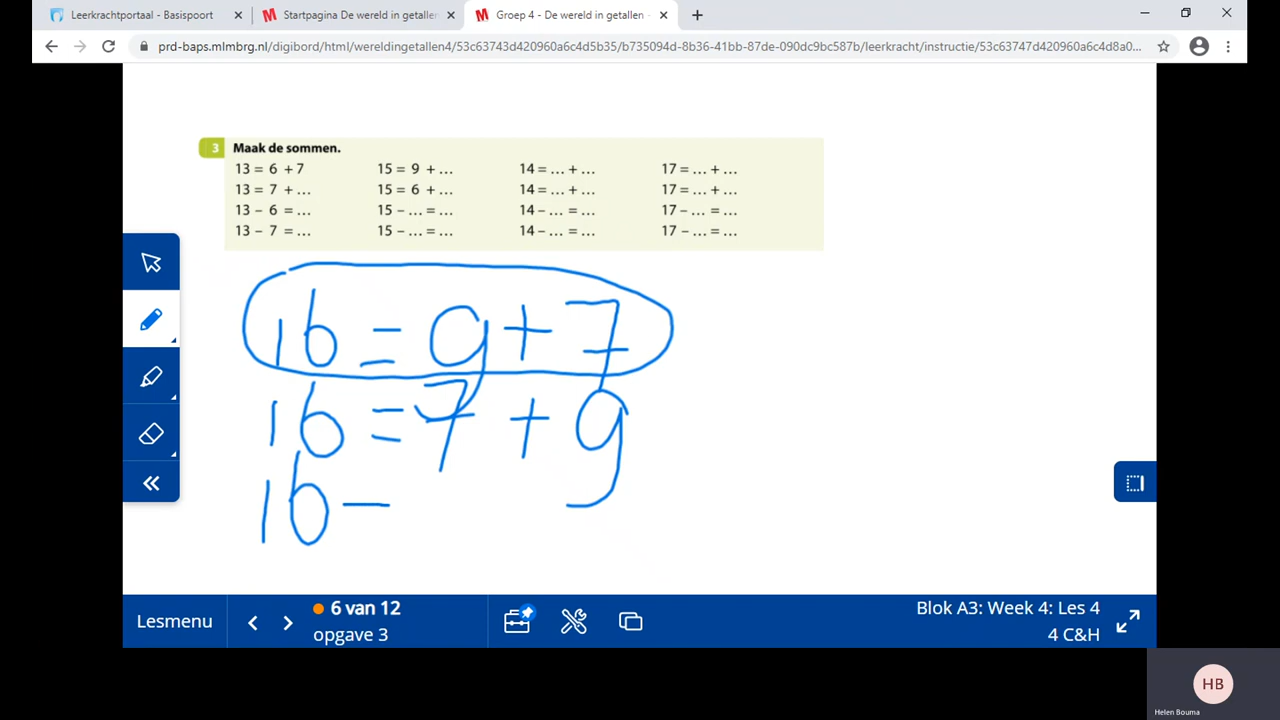 Leerkrachtportaal - Basispoort
Startpagina De wereld in getaller
Groep 4 - De wereld in getallen -
prd-baps.mlmbrg.nl/digibord/html/wereldingetallen4/53c63743d420960a6c4d5b35/b735094d-8b36-41bb-87de-090dc9bc587b/leerkracht/instructie/53c63747d420960a6c4d8a0...
3 Maak de sommen.
13 = 6 + 7 15 = 9 + ... 14 = ... + ... 17 = ... + ...
13 = 7 + ... 15 = 6 + ... 14 = ... + ... 17 = ... + ...
13 – 6 = ... 15 – ... = ... 14 – ... = ... 17 – ... = ...
13 – 7 = ... 15 – ... = ... 14 – ... = ... 17 – ... = ...
16 = 9 + 7
16 = 7 + 9
16 –
Lesmenu
6 van 12
opgave 3
Blok A3: Week 4: Les 4
4 C&H
HB
Helen Bouma